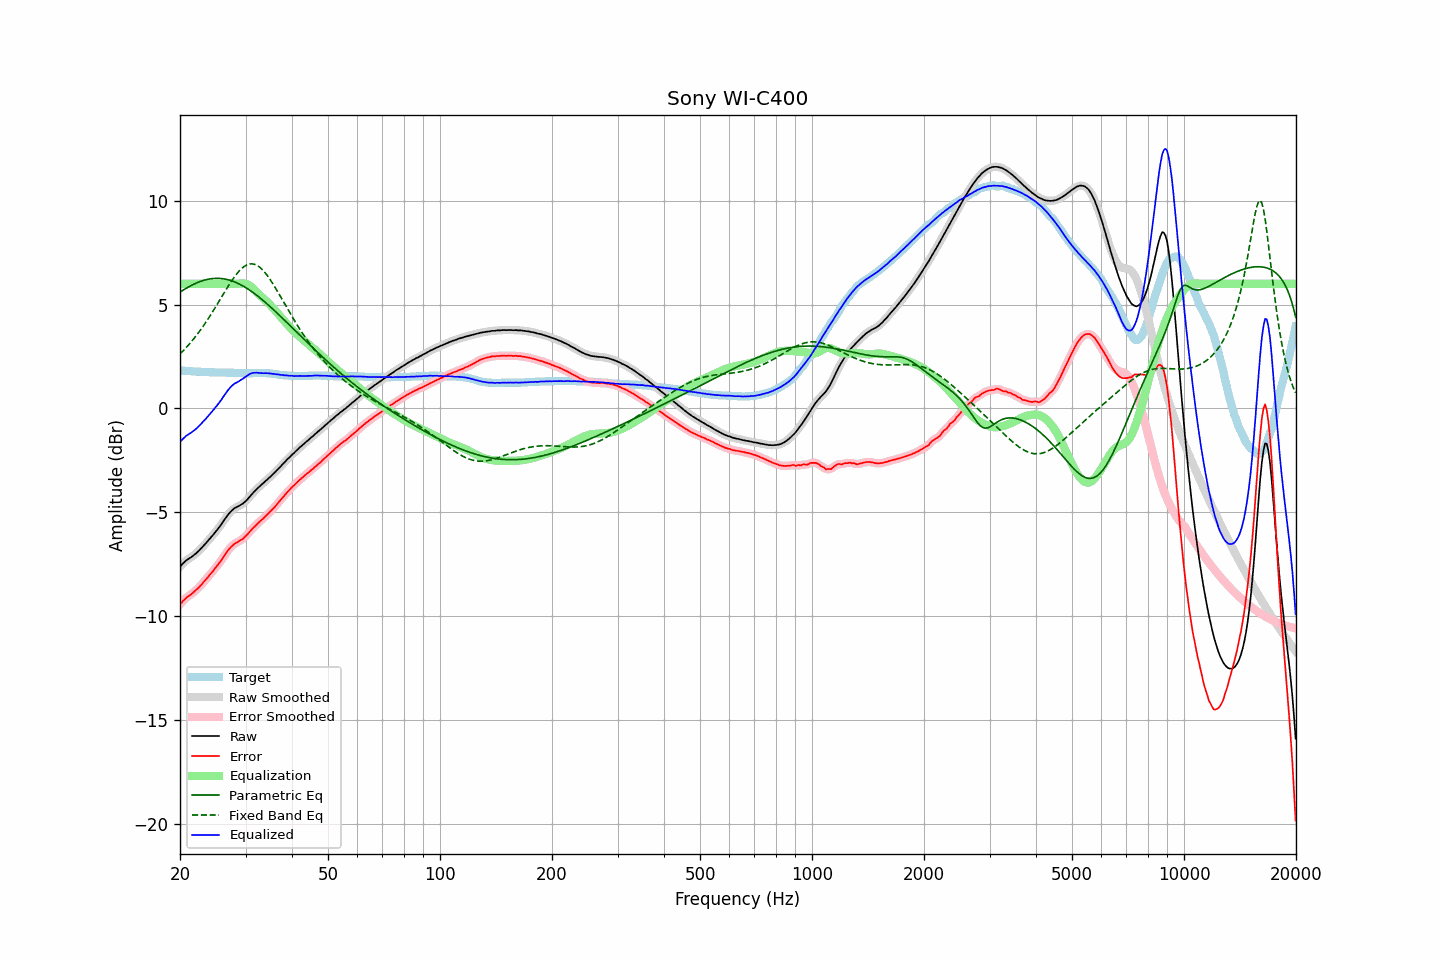 Sony WI-C400
Amplitude (dBr)
10
5
0
−5
−10
−15
−20
Target
Raw Smoothed
Error Smoothed
Raw
Error
Equalization
Parametric Eq
Fixed Band Eq
Equalized
20 50 100 200 500 1000 2000 5000 10000 20000
Frequency (Hz)